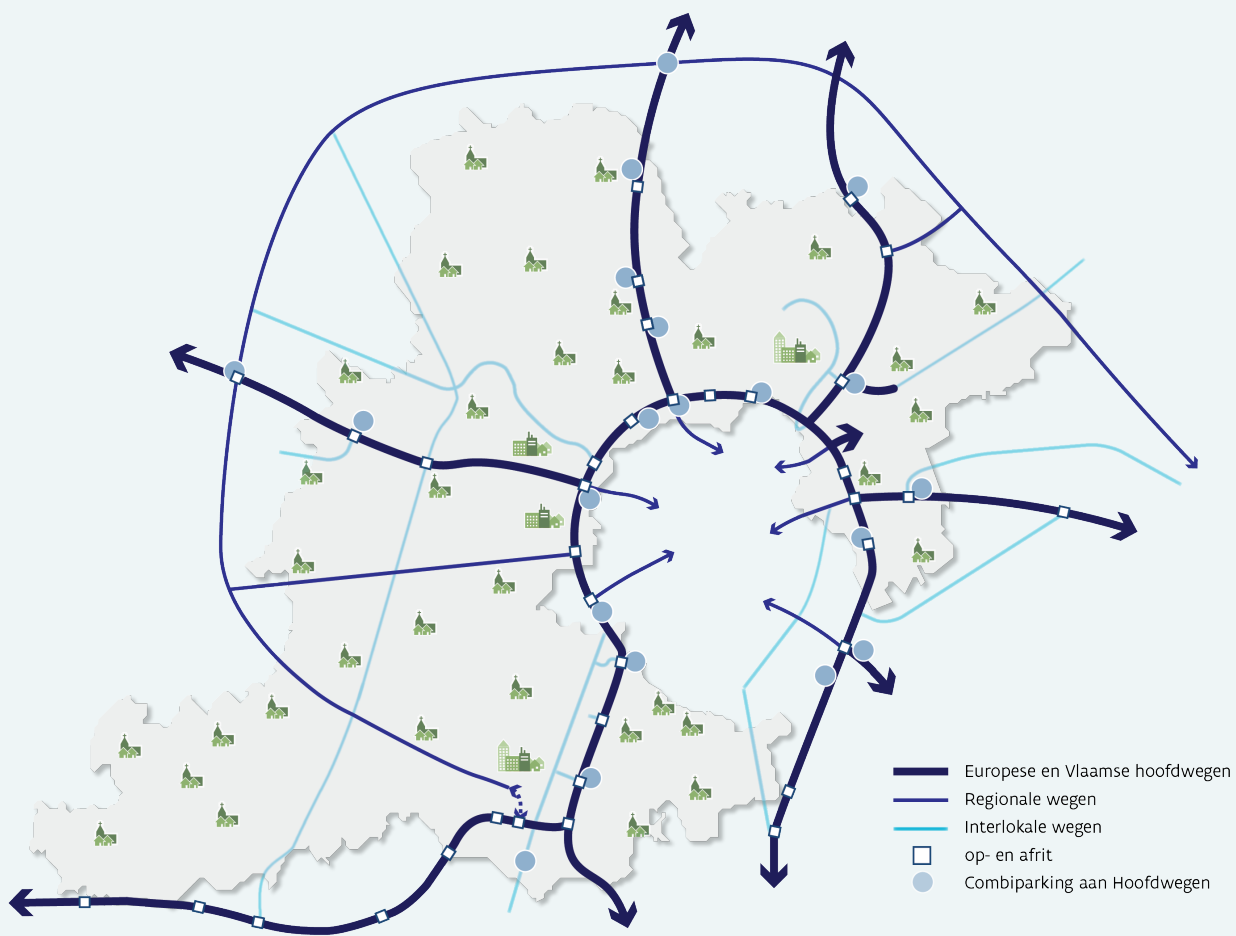 Europese en Vlaamse hoofdwegen
Regionale wegen
Interlokale wegen
op- en afrit
Combiparking aan Hoofdwegen